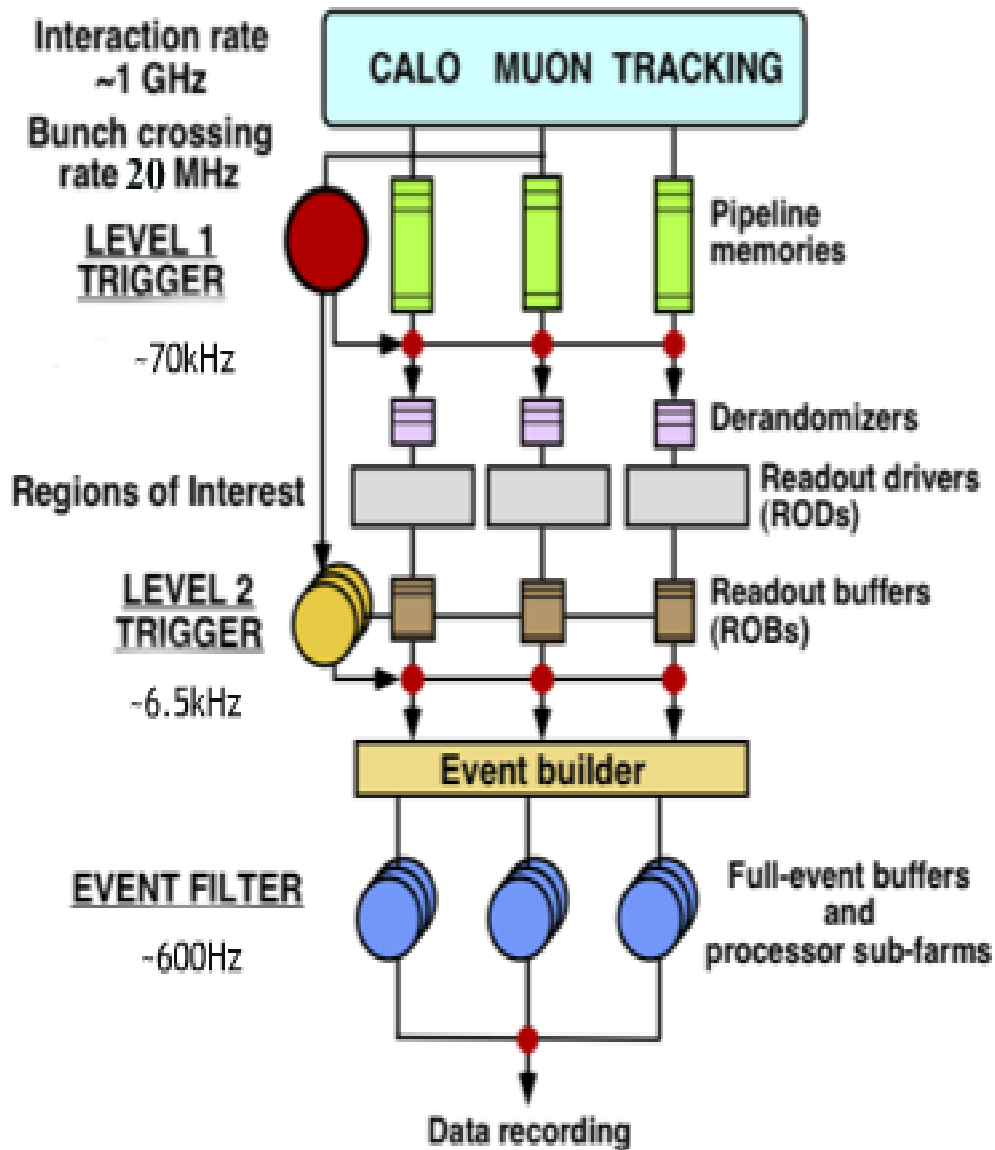 Interaction rate
~1 GHz
Bunch crossing
rate 20 MHz
CALO MUON TRACKING
LEVEL 1
TRIGGER
~70kHz
Pipeline
memories
Derandomizers
Regions of Interest
Readout drivers
(RODs)
LEVEL 2
TRIGGER
~6.5kHz
Readout buffers
(ROBs)
Event builder
EVENT FILTER
~600Hz
Full-event buffers
and
processor sub-farms
Data recording